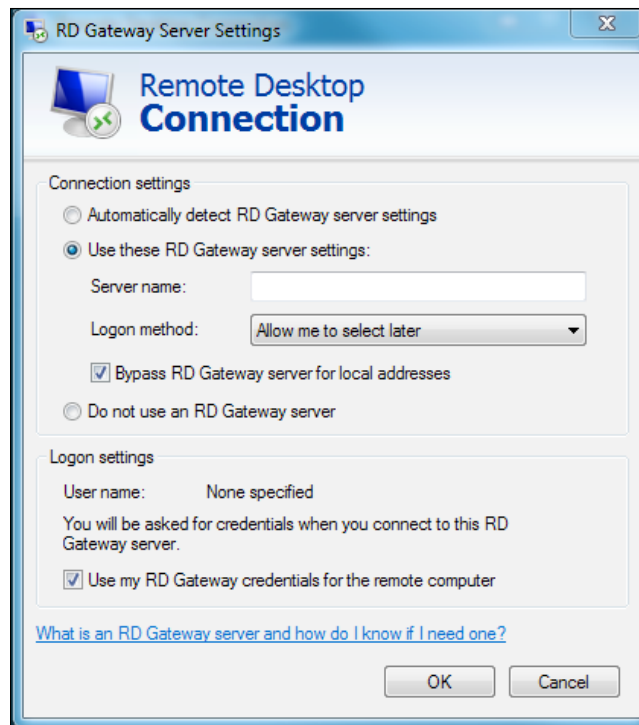 RD Gateway Server Settings
Remote Desktop
Connection
Connection settings
Automatically detect RD Gateway server settings
Use these RD Gateway server settings:
Server name:
Logon method: Allow me to select later
Bypass RD Gateway server for local addresses
Do not use an RD Gateway server
Logon settings
User name: None specified
You will be asked for credentials when you connect to this RD
Gateway server.
Use my RD Gateway credentials for the remote computer
What is an RD Gateway server and how do I know if I need one?
OK Cancel